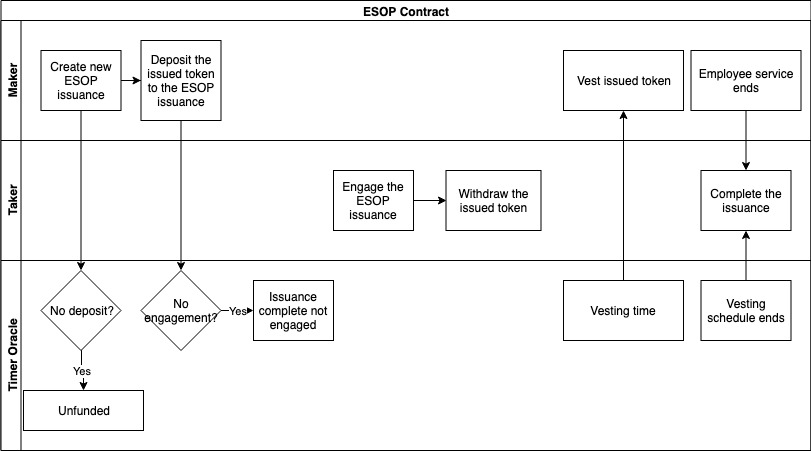 ESOP Contract
Maker
Create new
ESOP
issuance
Deposit the
issued token
to the ESOP
issuance
Vest issued token
Employee service
ends
Taker
Engage the
ESOP
issuance
Withdraw the
issued token
Complete the
issuance
Timer Oracle
No deposit?
No
engagement?
Yes
Issuance
complete not
engaged
Vesting time
Vesting
schedule ends
Yes
Unfunded